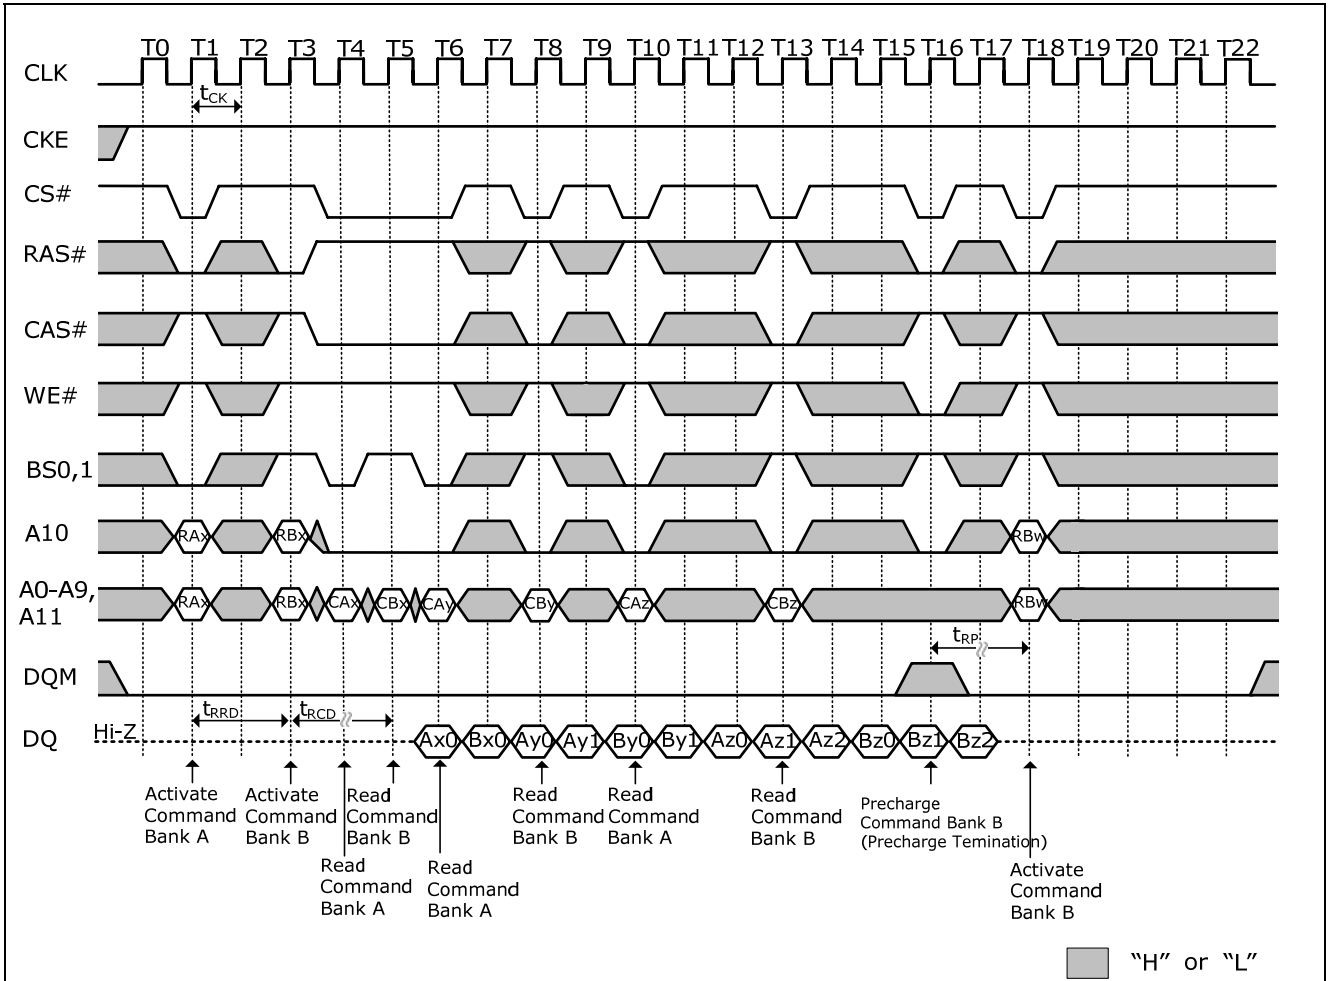 T0 T1 T2 T3 T4 T5 T6 T7 T8 T9 T10 T11 T12 T13 T14 T15 T16 T17 T18 T19 T20 T21 T22
CLK
tCK
CKE
CS#
RAS#
CAS#
WE#
BS0,1
A10 RAx RBx RBw
A0-A9,
A11
RAx RBx CAx CBx CAy CBy CAz CBz RBw
tRP
DQM
tRRD tRCD
DQ Hi-Z Ax0 Bx0 Ay0 Ay1 By0 By1 Az0 Az1 Az2 Bz0 Bz1 Bz2
Activate
Command
Bank A
Activate
Command
Bank B
Read
Command
Bank B
Read
Command
Bank B
Read
Command
Bank A
Read
Command
Bank B
Precharge
Command Bank B
(Precharge Temination)
Read
Command
Bank A
Read
Command
Bank A
Activate
Command
Bank B
"H" or "L"